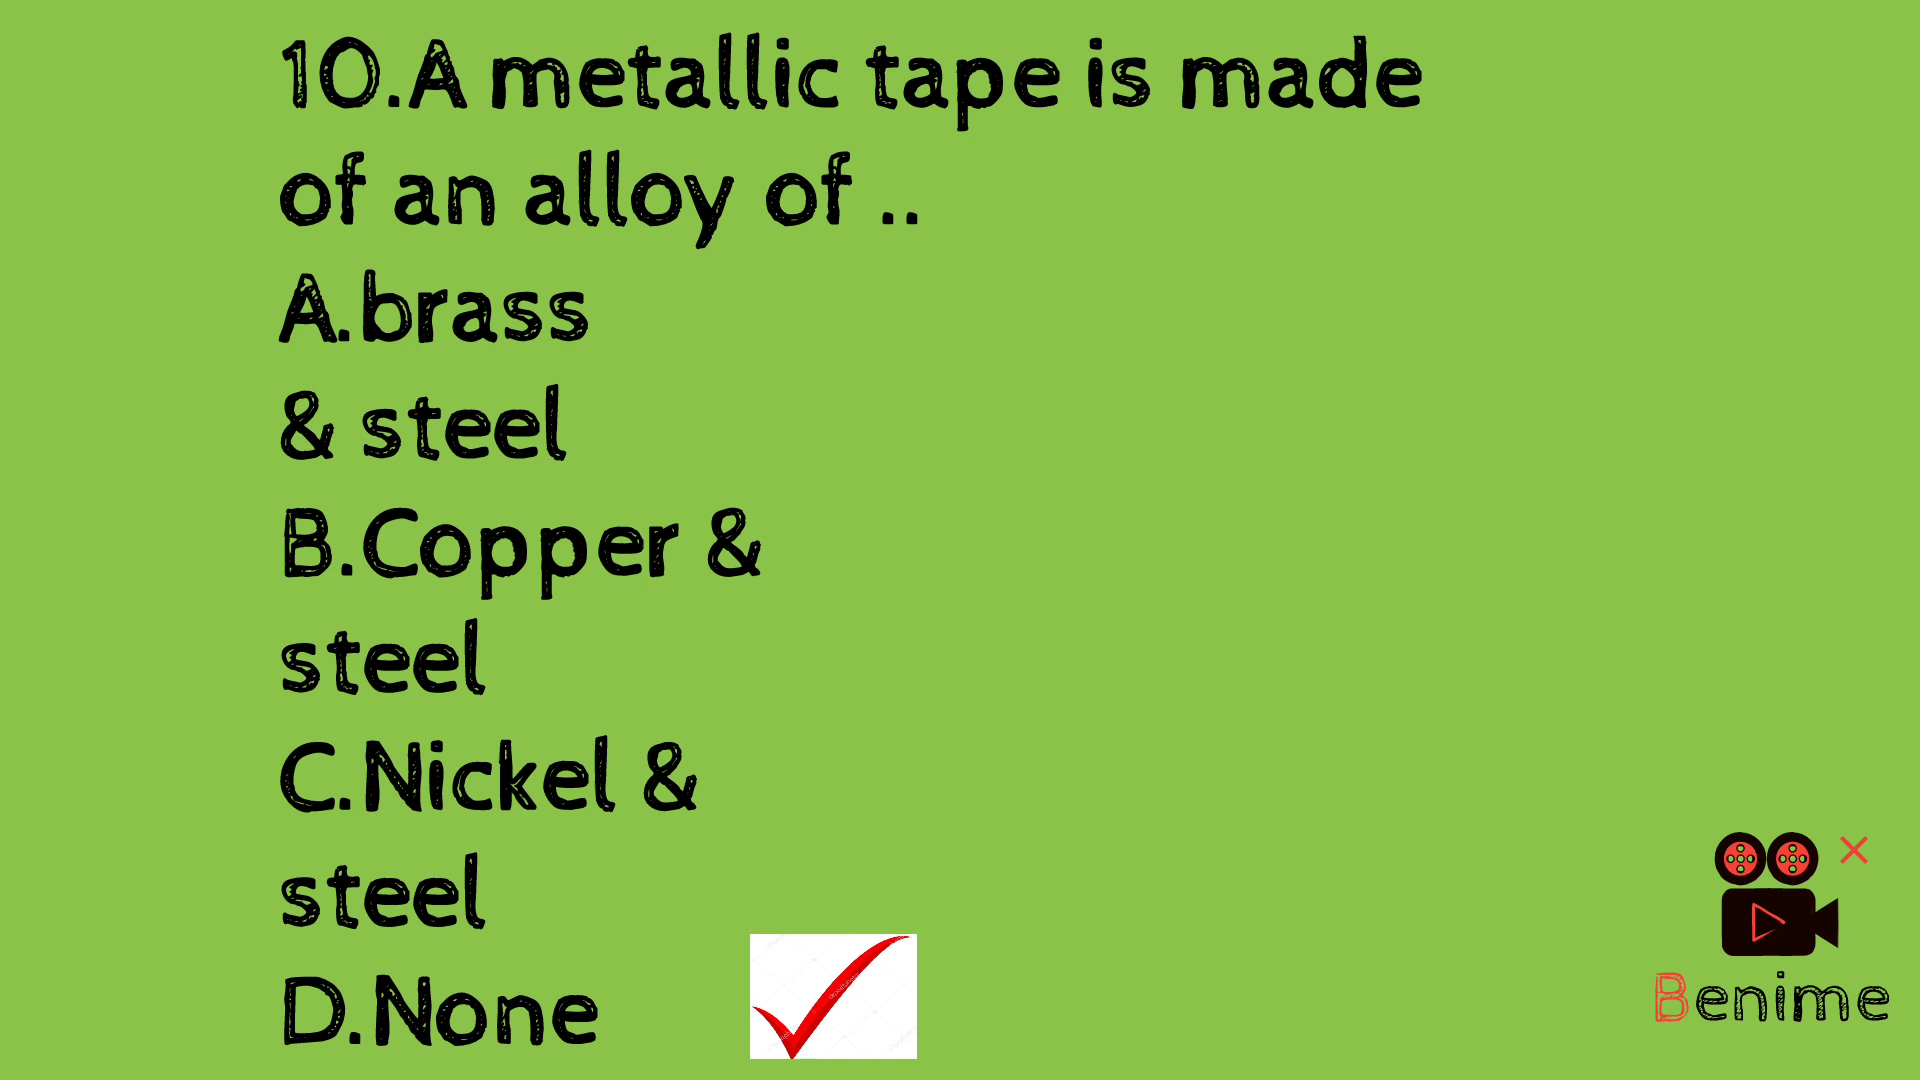 10.A metallic tape is made
of an alloy of ..
A.brass
& steel
B.Copper &
steel
C.Nickel &
steel
D.None
Benime